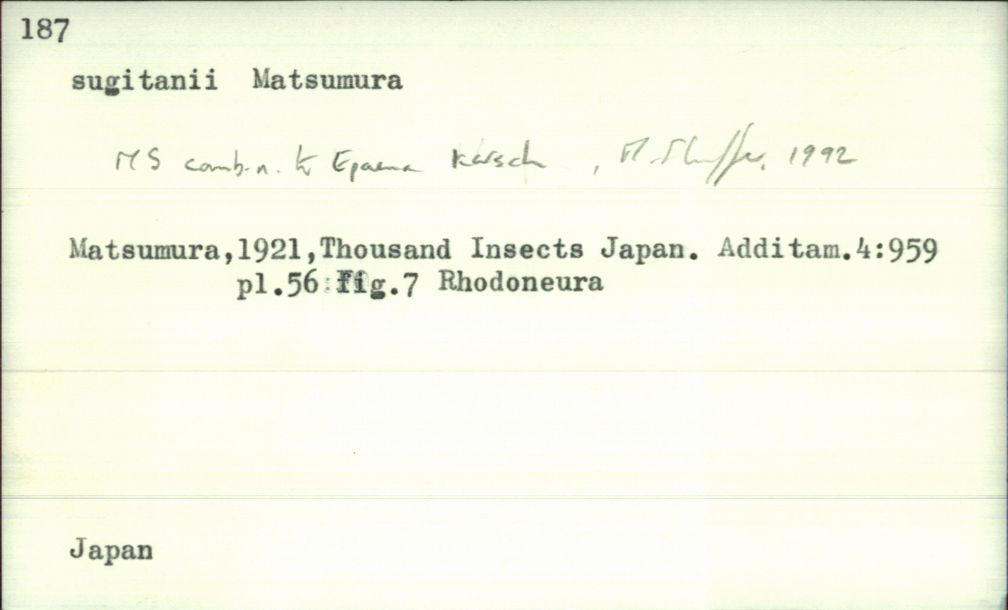 187
sugitanii Matsumura
MS comb.n. to Epaena Karsch, M. Shaffer, 1992
Matsumura,1921,Thousand Insects Japan. Additam.4:959
pl.56 fig.7 Rhodoneura
Japan